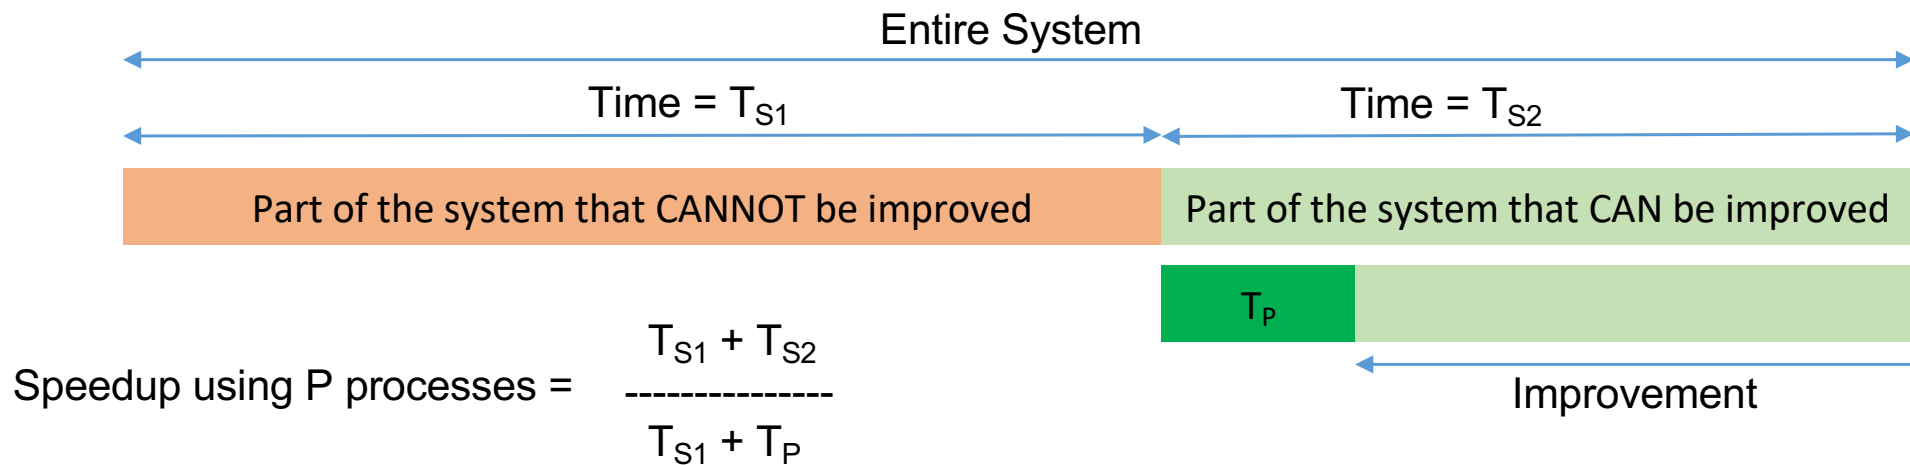 Entire System
Time = TS1
Time = TS2
Part of the system that CANNOT be improved
Part of the system that CAN be improved
TP
TS1 + TS2
Speedup using P processes = ---------------
TS1 + TP
Improvement